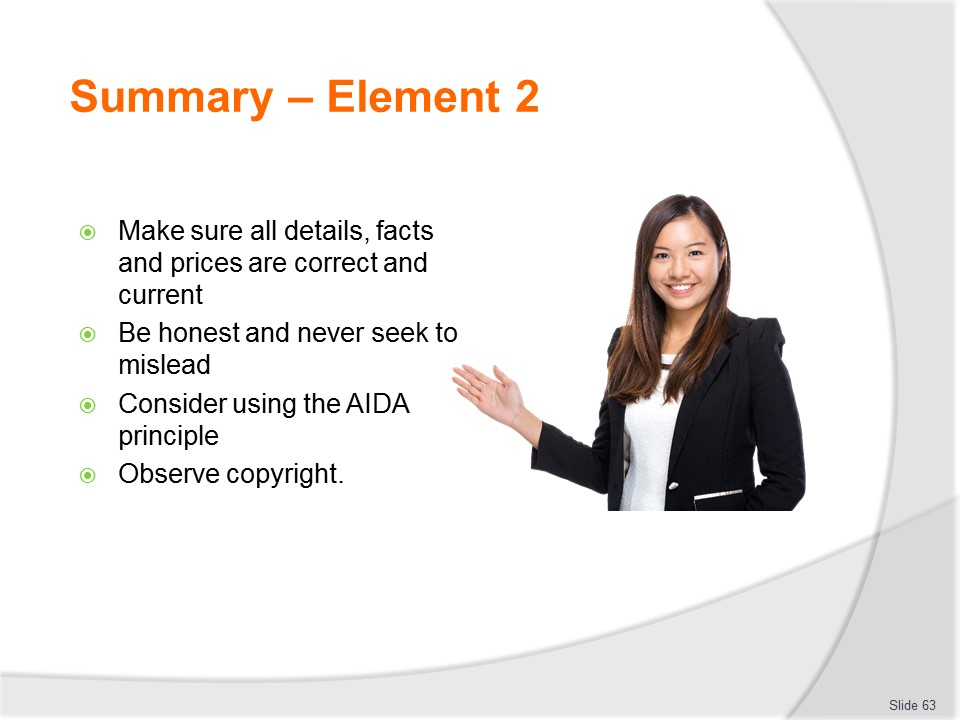 Summary – Element 2
Make sure all details, facts
and prices are correct and
current
Be honest and never seek to
mislead
Consider using the AIDA
principle
Observe copyright.
Slide 63